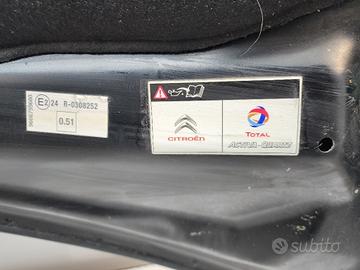 E2 24 R-0308252
0.51
CITROËN
TOTAL
ACTIVA-QUARTZ
subito